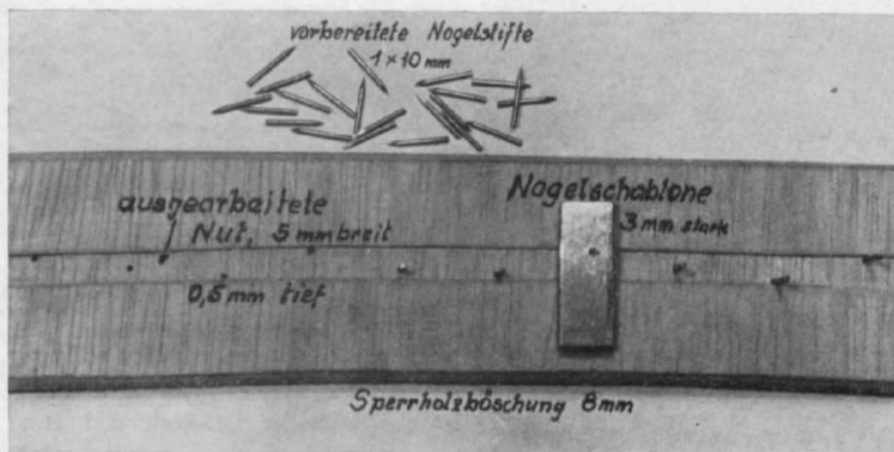 vorbereitete Nagelstifte
1 × 10 mm
Nagelschablone
3 mm stark
ausgearbeitete
Nut, 5 mm breit
0,5 mm tief
Sperrholzböschung 8mm